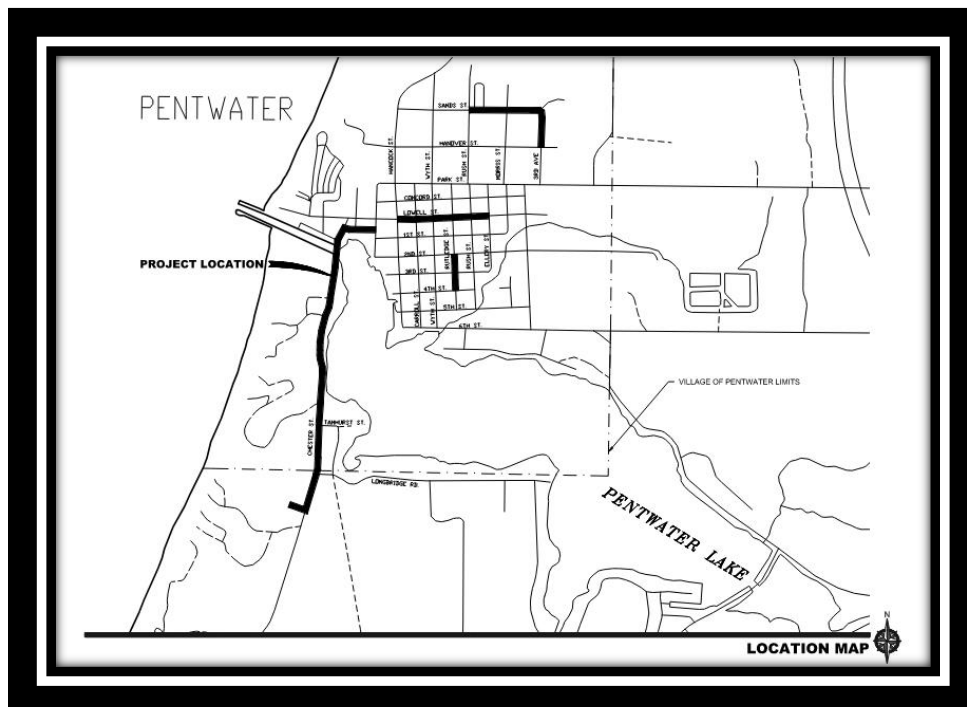 PENTWATER
SANDS ST.
HANOVER ST.
HANCOCK ST.
WYTH ST.
RUSH ST.
MORRIS ST.
3RD AVE
PARK ST.
CONCORD ST.
LOWELL ST.
1ST. ST.
2ND ST.
3RD ST.
4TH ST.
5TH ST.
6TH ST.
RUTLEDGE ST.
RUSH ST.
ELLERY ST.
CARROLL ST.
WYTH ST.
PROJECT LOCATION
VILLAGE OF PENTWATER LIMITS
CHESTER ST.
TAMHURST ST.
LONGBRIDGE RD.
PENTWATER LAKE
N
LOCATION MAP